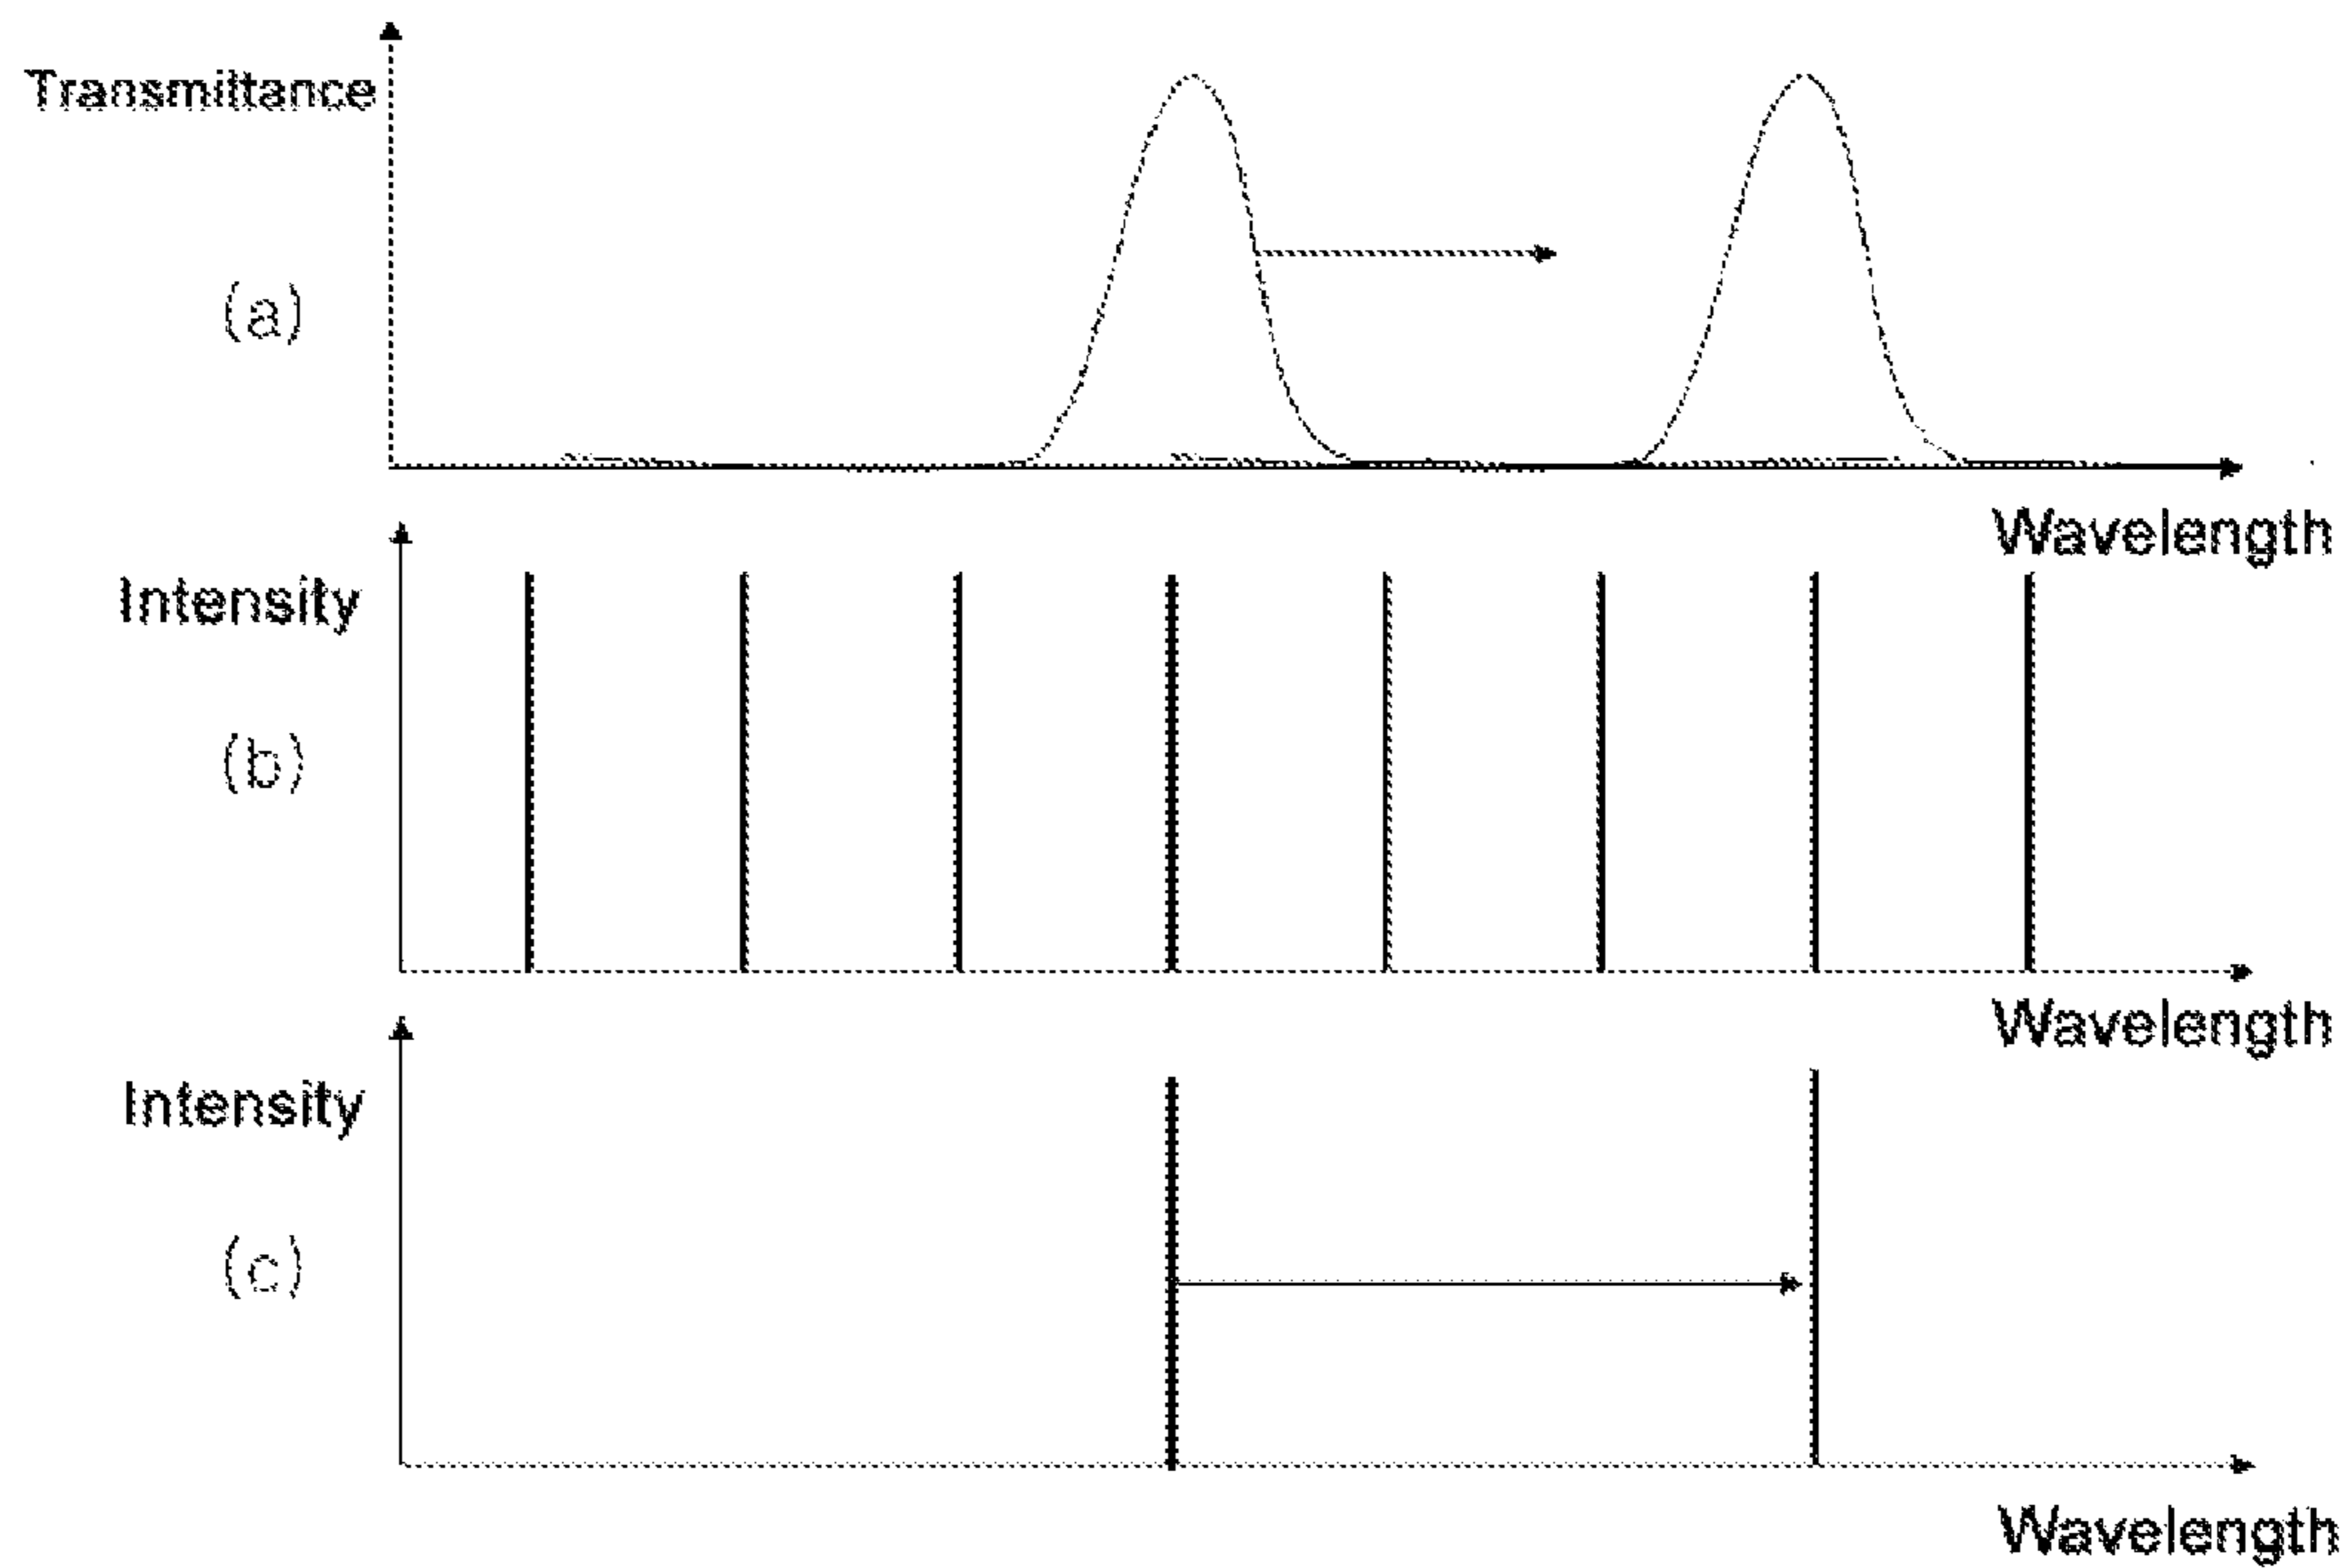 Transmittance
(a)
Wavelength
Intensity
(b)
Wavelength
Intensity
(c)
Wavelength